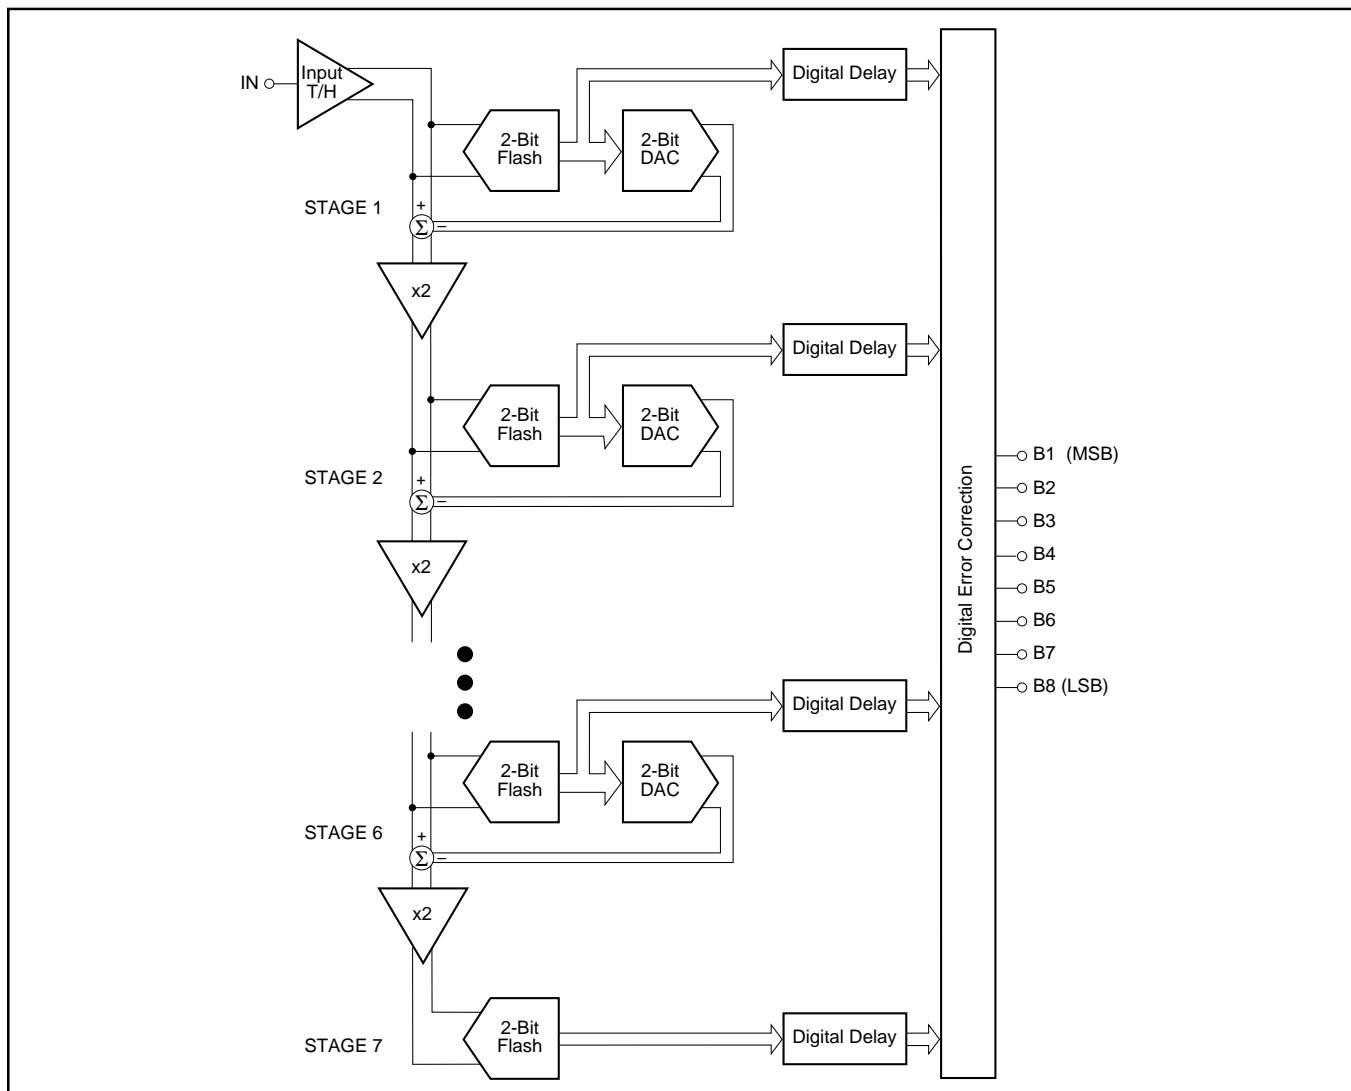 IN
Input
T/H
2-Bit
Flash
2-Bit
DAC
Digital Delay
STAGE 1
+
Σ
–
x2
2-Bit
Flash
2-Bit
DAC
Digital Delay
STAGE 2
+
Σ
–
x2
2-Bit
Flash
2-Bit
DAC
Digital Delay
STAGE 6
+
Σ
–
x2
2-Bit
Flash
Digital Delay
STAGE 7
Digital Error Correction
B1 (MSB)
B2
B3
B4
B5
B6
B7
B8 (LSB)